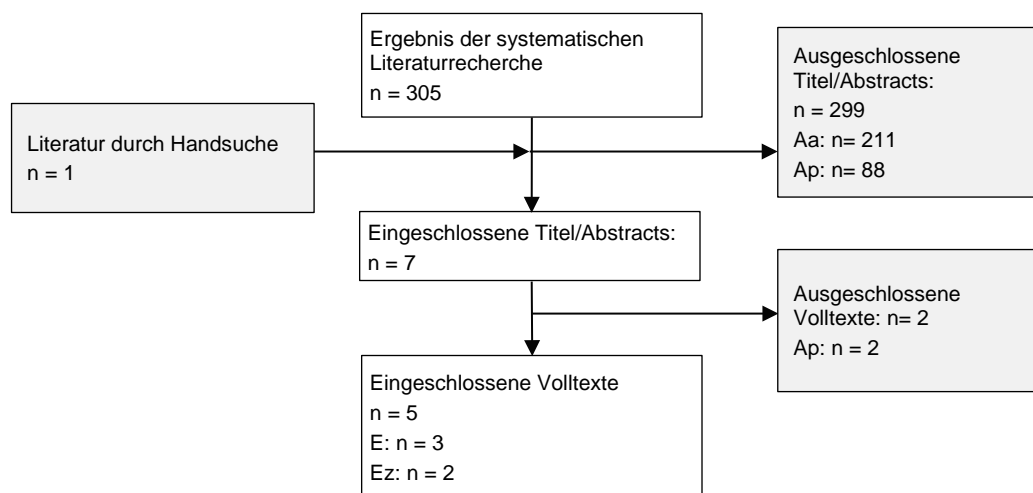 Ergebnis der systematischen
Literaturrecherche
n = 305
Ausgeschlossene
Titel/Abstracts:
n = 299
Aa: n= 211
Ap: n= 88
Literatur durch Handsuche
n = 1
Eingeschlossene Titel/Abstracts:
n = 7
Ausgeschlossene
Volltexte: n= 2
Ap: n = 2
Eingeschlossene Volltexte
n = 5
E: n = 3
Ez: n = 2